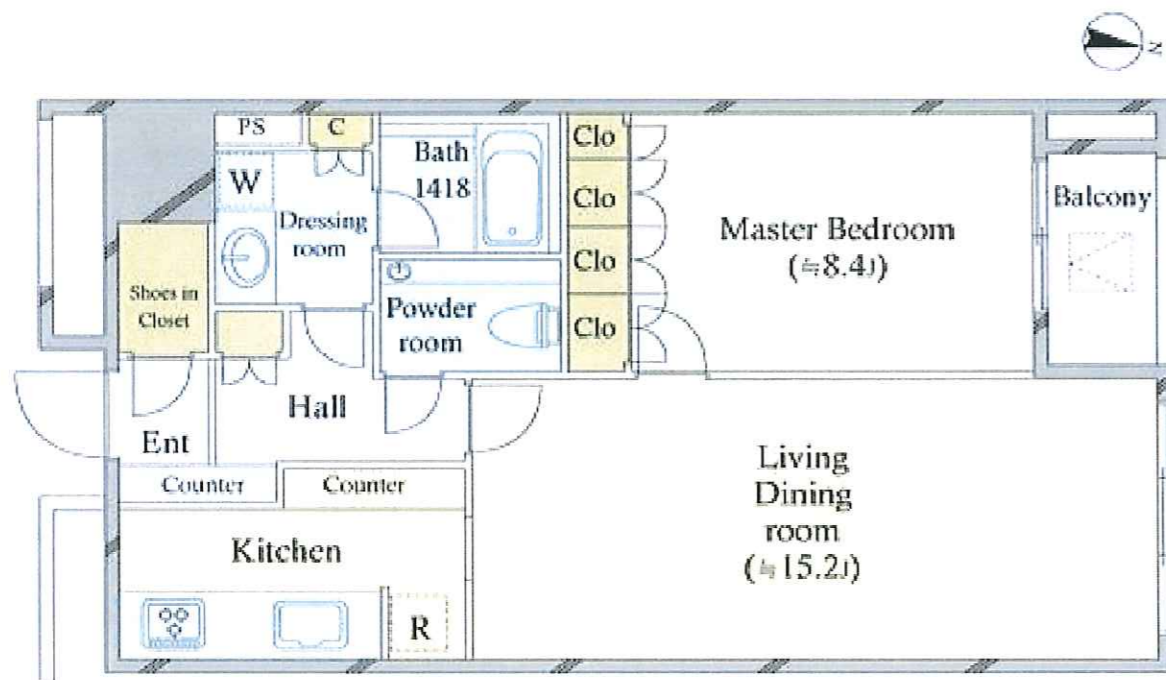 N
PS
C
Bath
1418
W
Dressing
room
Clo
Clo
Clo
Clo
Master Bedroom
(≒8.4J)
Balcony
Shoes in
Closet
Powder
room
Hall
Ent
Counter
Counter
Living
Dining
room
(≒15.2J)
Kitchen
R